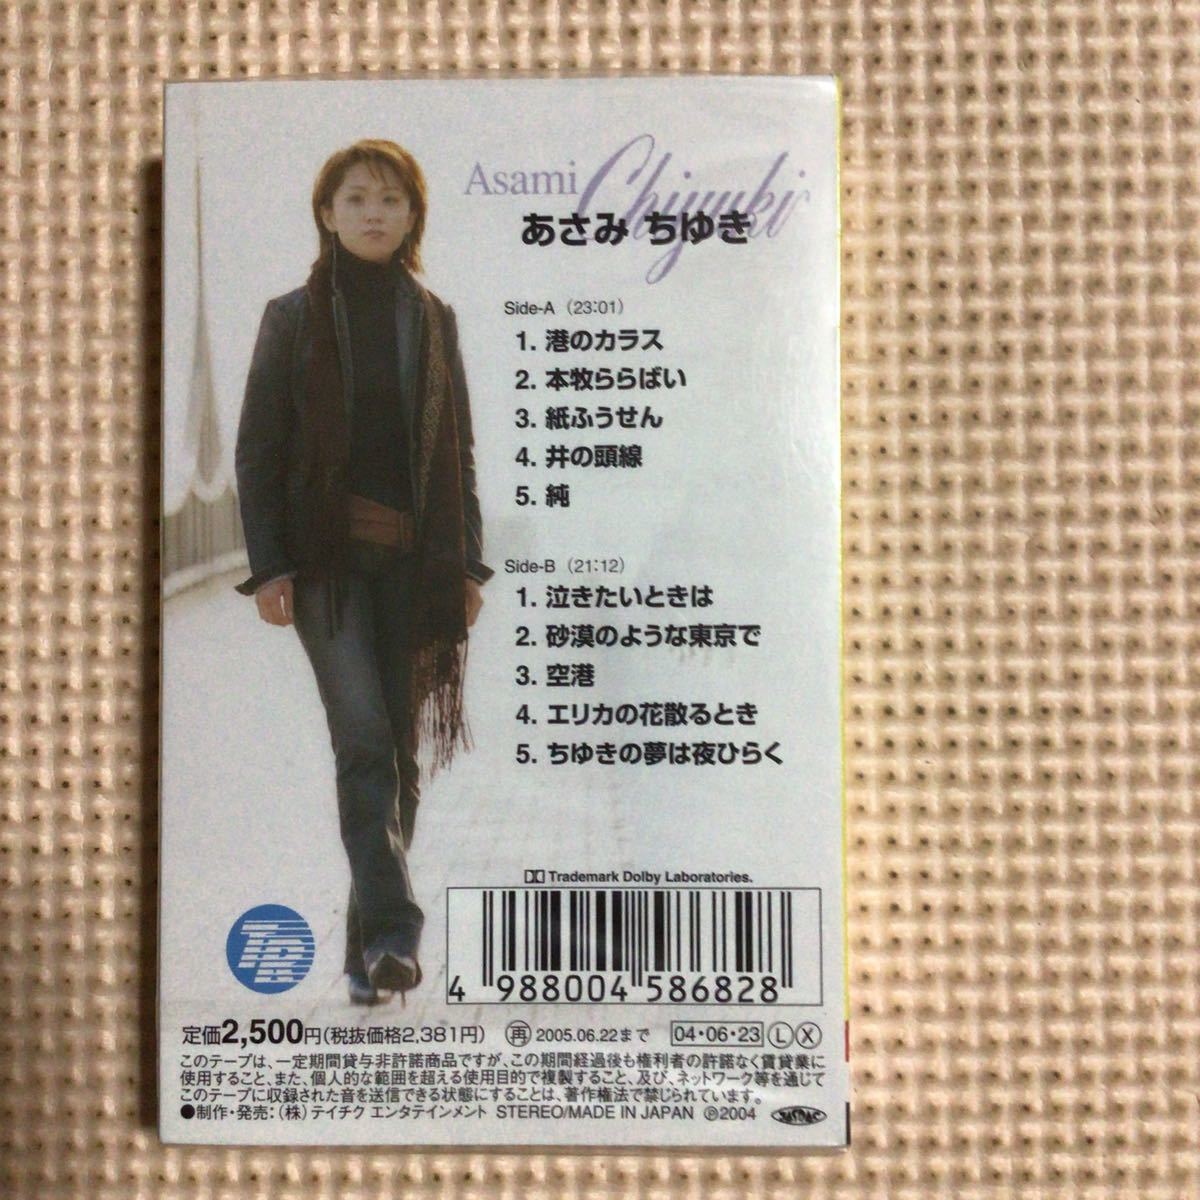 Asami Chiyuki
あさみ ちゆき
Side-A (23:01)
1. 港のカラス
2. 本牧ららばい
3. 紙ふうせん
4. 井の頭線
5. 純
Side-B (21:12)
1. 泣きたいときは
2. 砂漠のような東京で
3. 空港
4. エリカの花散るとき
5. ちゆきの夢は夜ひらく
Trademark Dolby Laboratories.
4 988004 586828
定価2,500円(税抜価格2,381円) 再 2005.06.22まで 04・06・23 L X
このテープは、一定期間貸与非許諾商品ですが、この期間経過後も権利者の許諾なく賃貸業に
使用すること、また、個人的な範囲を超える使用目的で複製すること、及び、ネットワーク等を通じて
このテープに収録された音を送信できる状態にすることは、著作権法で禁じられています。
●制作・発売:(株)テイチク エンタテインメント STEREO/MADE IN JAPAN ℗2004 JASRAC